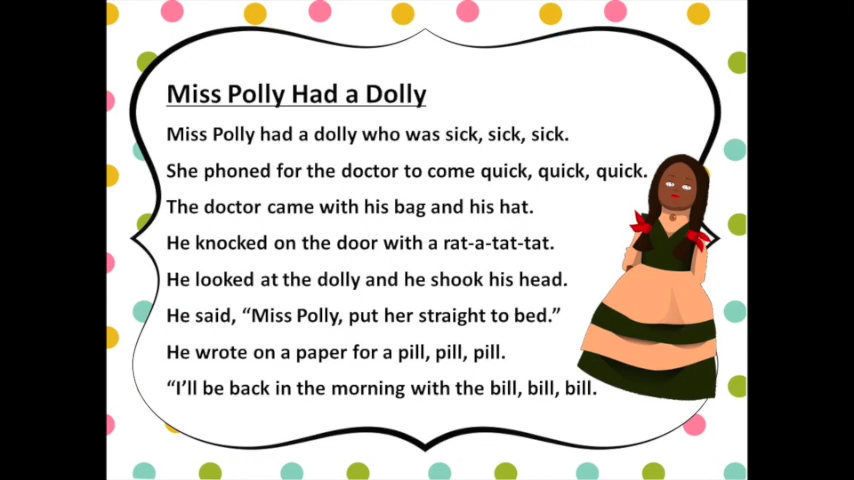 Miss Polly Had a Dolly
Miss Polly had a dolly who was sick, sick, sick.
She phoned for the doctor to come quick, quick, quick.
The doctor came with his bag and his hat.
He knocked on the door with a rat-a-tat-tat.
He looked at the dolly and he shook his head.
He said, “Miss Polly, put her straight to bed.”
He wrote on a paper for a pill, pill, pill.
“I’ll be back in the morning with the bill, bill, bill.